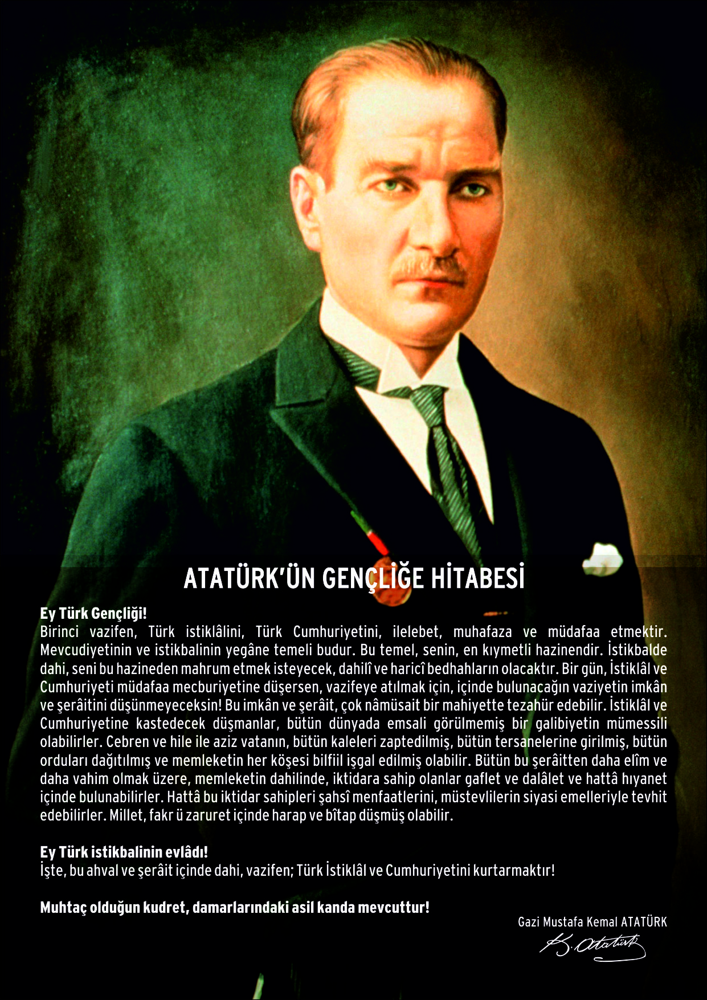 ATATÜRK'ÜN GENÇLİĞE HİTABESİ
Ey Türk Gençliği!
Birinci vazifen, Türk istiklâlini, Türk Cumhuriyetini, ilelebet, muhafaza ve müdafaa etmektir.
Mevcudiyetinin ve istikbalinin yegâne temeli budur. Bu temel, senin, en kıymetli hazinendir. İstikbalde
dahi, seni bu hazineden mahrum etmek isteyecek, dahilî ve haricî bedhahların olacaktır. Bir gün, İstiklâl ve
Cumhuriyeti müdafaa mecburiyetine düşersen, vazifeye atılmak için, içinde bulunacağın vaziyetin imkân
ve şerâitini düşünmeyeceksin! Bu imkân ve şerâit, çok nâmüsait bir mahiyette tezahür edebilir. İstiklâl ve
Cumhuriyetine kastedecek düşmanlar, bütün dünyada emsali görülmemiş bir galibiyetin mümessili
olabilirler. Cebren ve hile ile aziz vatanın, bütün kaleleri zaptedilmiş, bütün tersanelerine girilmiş, bütün
orduları dağıtılmış ve memleketin her köşesi bilfiil işgal edilmiş olabilir. Bütün bu şerâitten daha elîm ve
daha vahim olmak üzere, memleketin dahilinde, iktidara sahip olanlar gaflet ve dalâlet ve hattâ hıyanet
içinde bulunabilirler. Hattâ bu iktidar sahipleri şahsî menfaatlerini, müstevlilerin siyasi emelleriyle tevhit
edebilirler. Millet, fakr ü zaruret içinde harap ve bîtap düşmüş olabilir.
Ey Türk istikbalinin evlâdı!
İşte, bu ahval ve şerâit içinde dahi, vazifen; Türk İstiklâl ve Cumhuriyetini kurtarmaktır!
Muhtaç olduğun kudret, damarlarındaki asil kanda mevcuttur!
Gazi Mustafa Kemal ATATÜRK
K. Atatürk